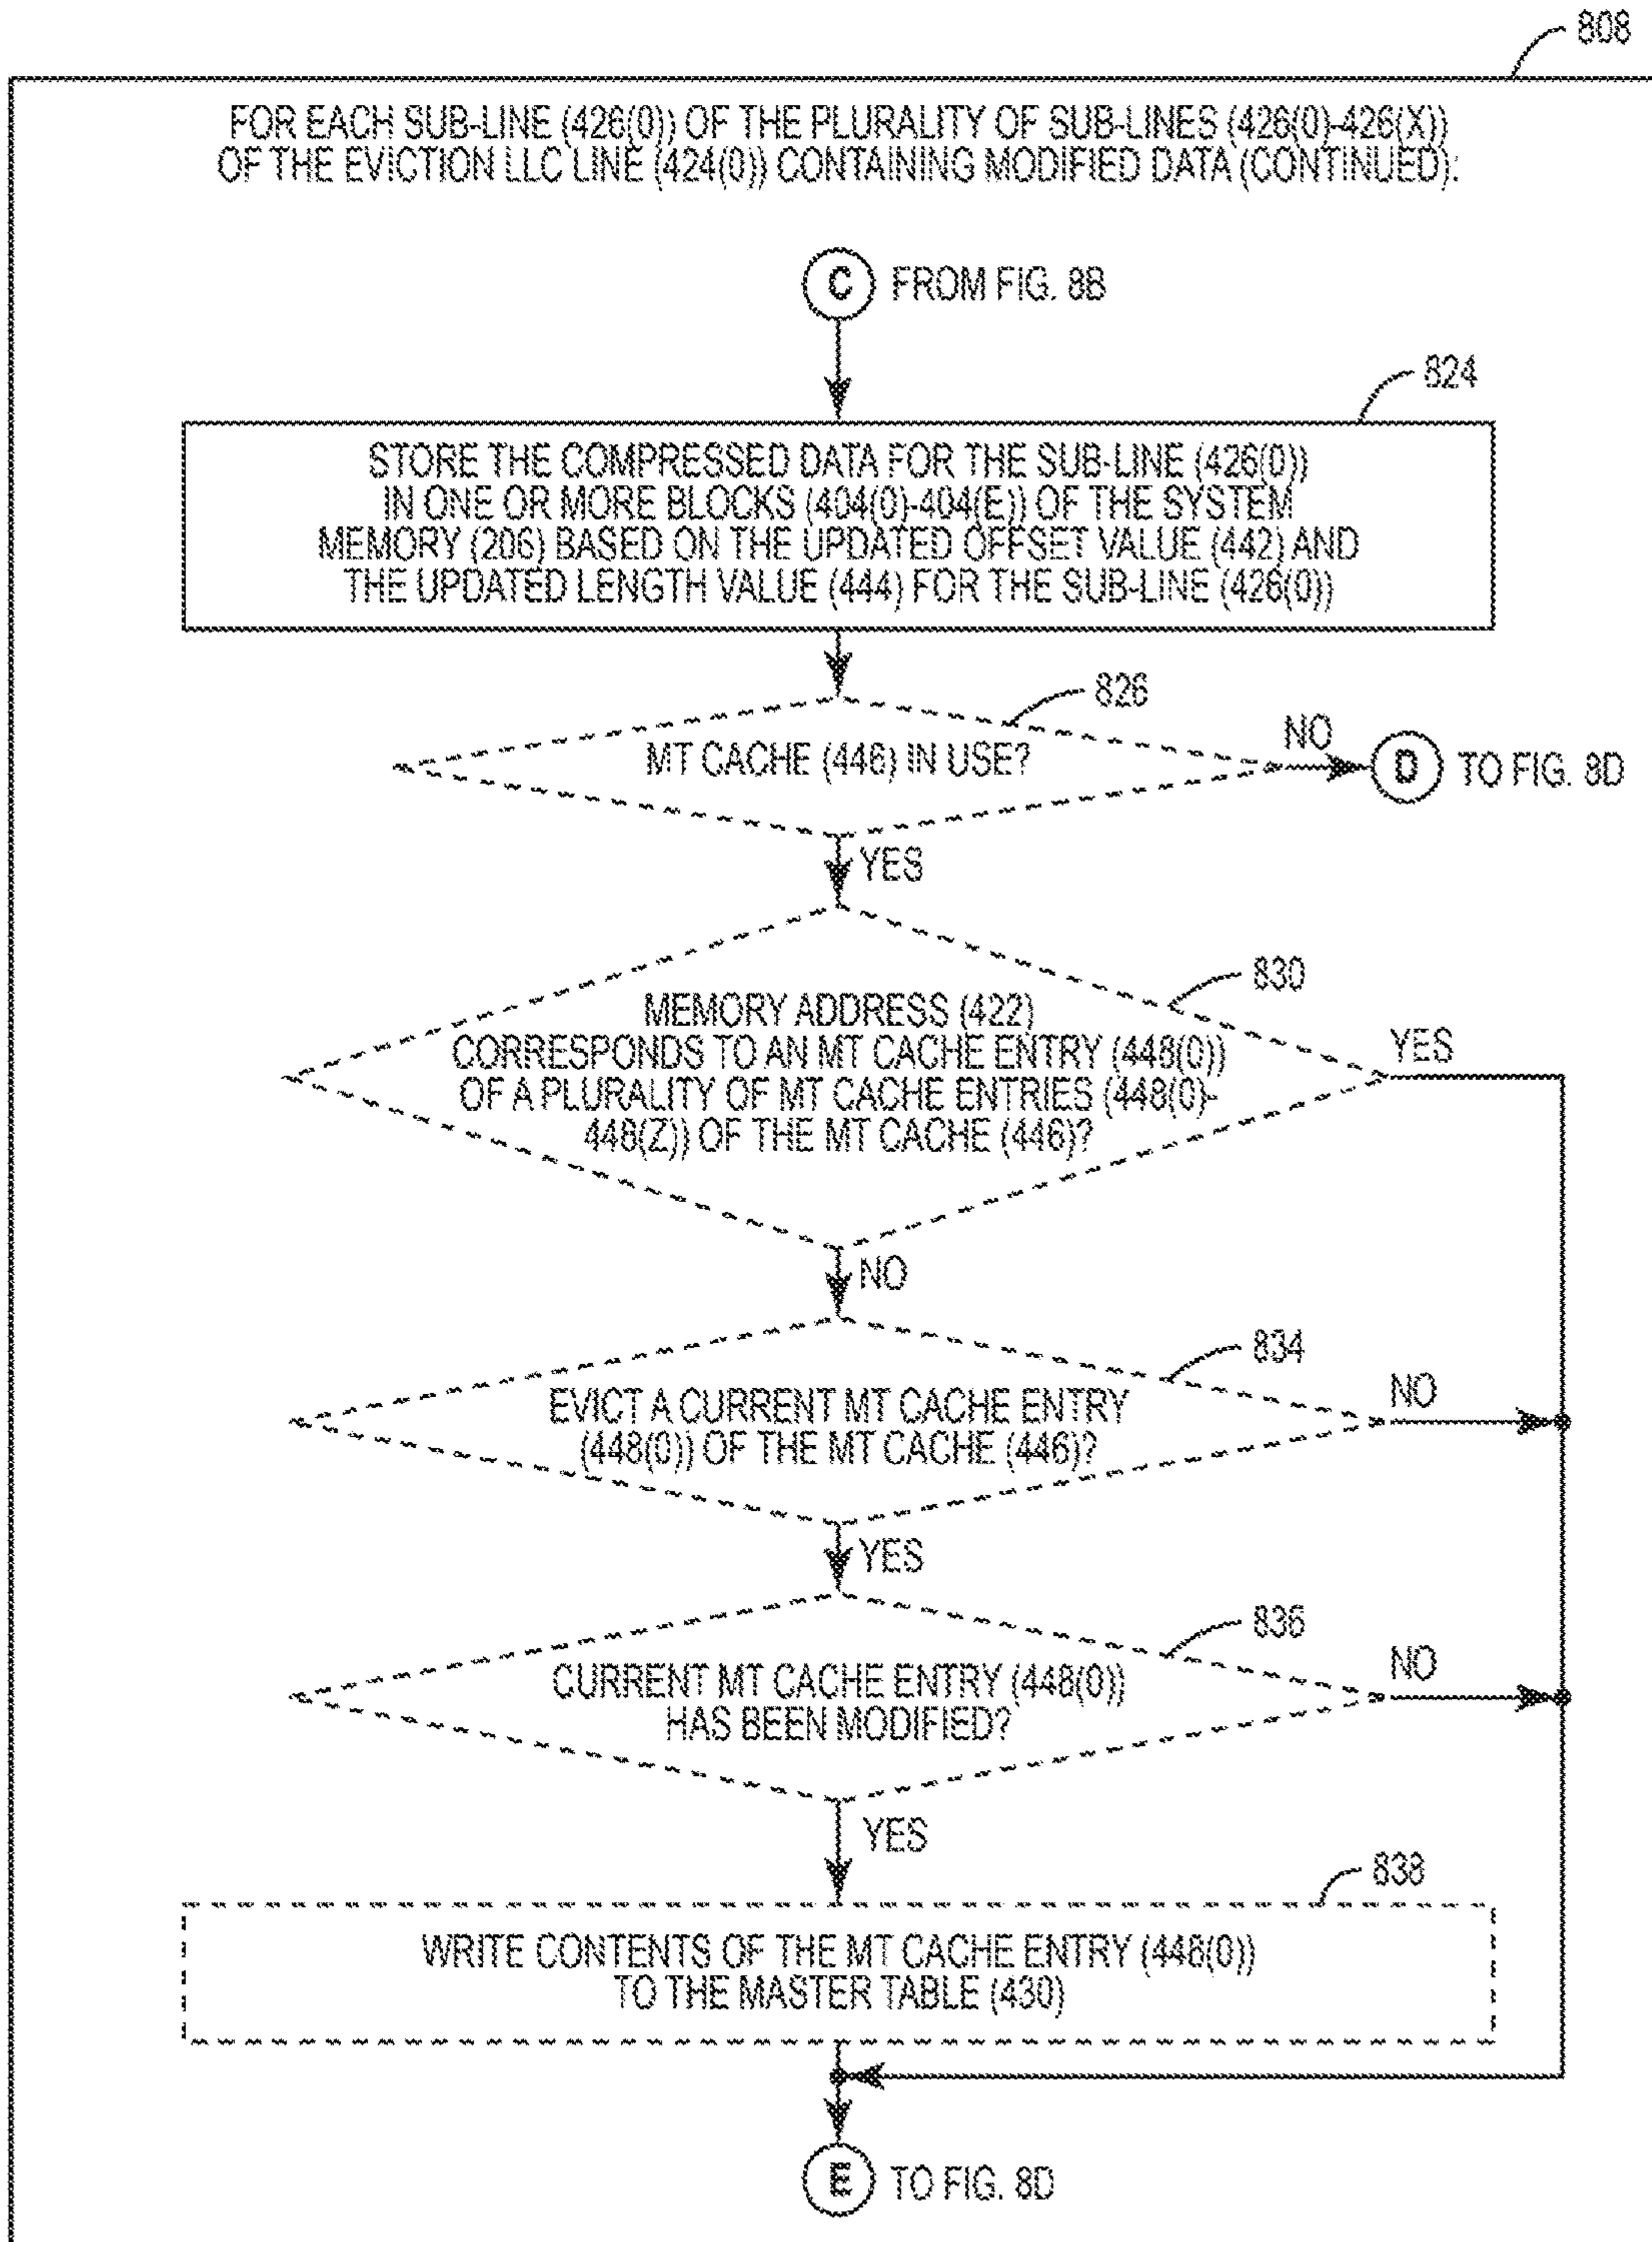 808
FOR EACH SUB-LINE (426(0)) OF THE PLURALITY OF SUB-LINES (426(0)-426(X))
OF THE EVICTION LLC LINE (424(0)) CONTAINING MODIFIED DATA (CONTINUED):
C FROM FIG. 8B
824
STORE THE COMPRESSED DATA FOR THE SUB-LINE (426(0))
IN ONE OR MORE BLOCKS (404(0)-404(E)) OF THE SYSTEM
MEMORY (206) BASED ON THE UPDATED OFFSET VALUE (442) AND
THE UPDATED LENGTH VALUE (444) FOR THE SUB-LINE (426(0))
826
MT CACHE (446) IN USE?
NO
D TO FIG. 8D
YES
830
MEMORY ADDRESS (422)
CORRESPONDS TO AN MT CACHE ENTRY (448(0))
OF A PLURALITY OF MT CACHE ENTRIES (448(0)-
448(Z)) OF THE MT CACHE (446)?
YES
NO
834
EVICT A CURRENT MT CACHE ENTRY
(448(0)) OF THE MT CACHE (446)?
NO
YES
836
CURRENT MT CACHE ENTRY (448(0))
HAS BEEN MODIFIED?
NO
YES
838
WRITE CONTENTS OF THE MT CACHE ENTRY (448(0))
TO THE MASTER TABLE (430)
E TO FIG. 8D